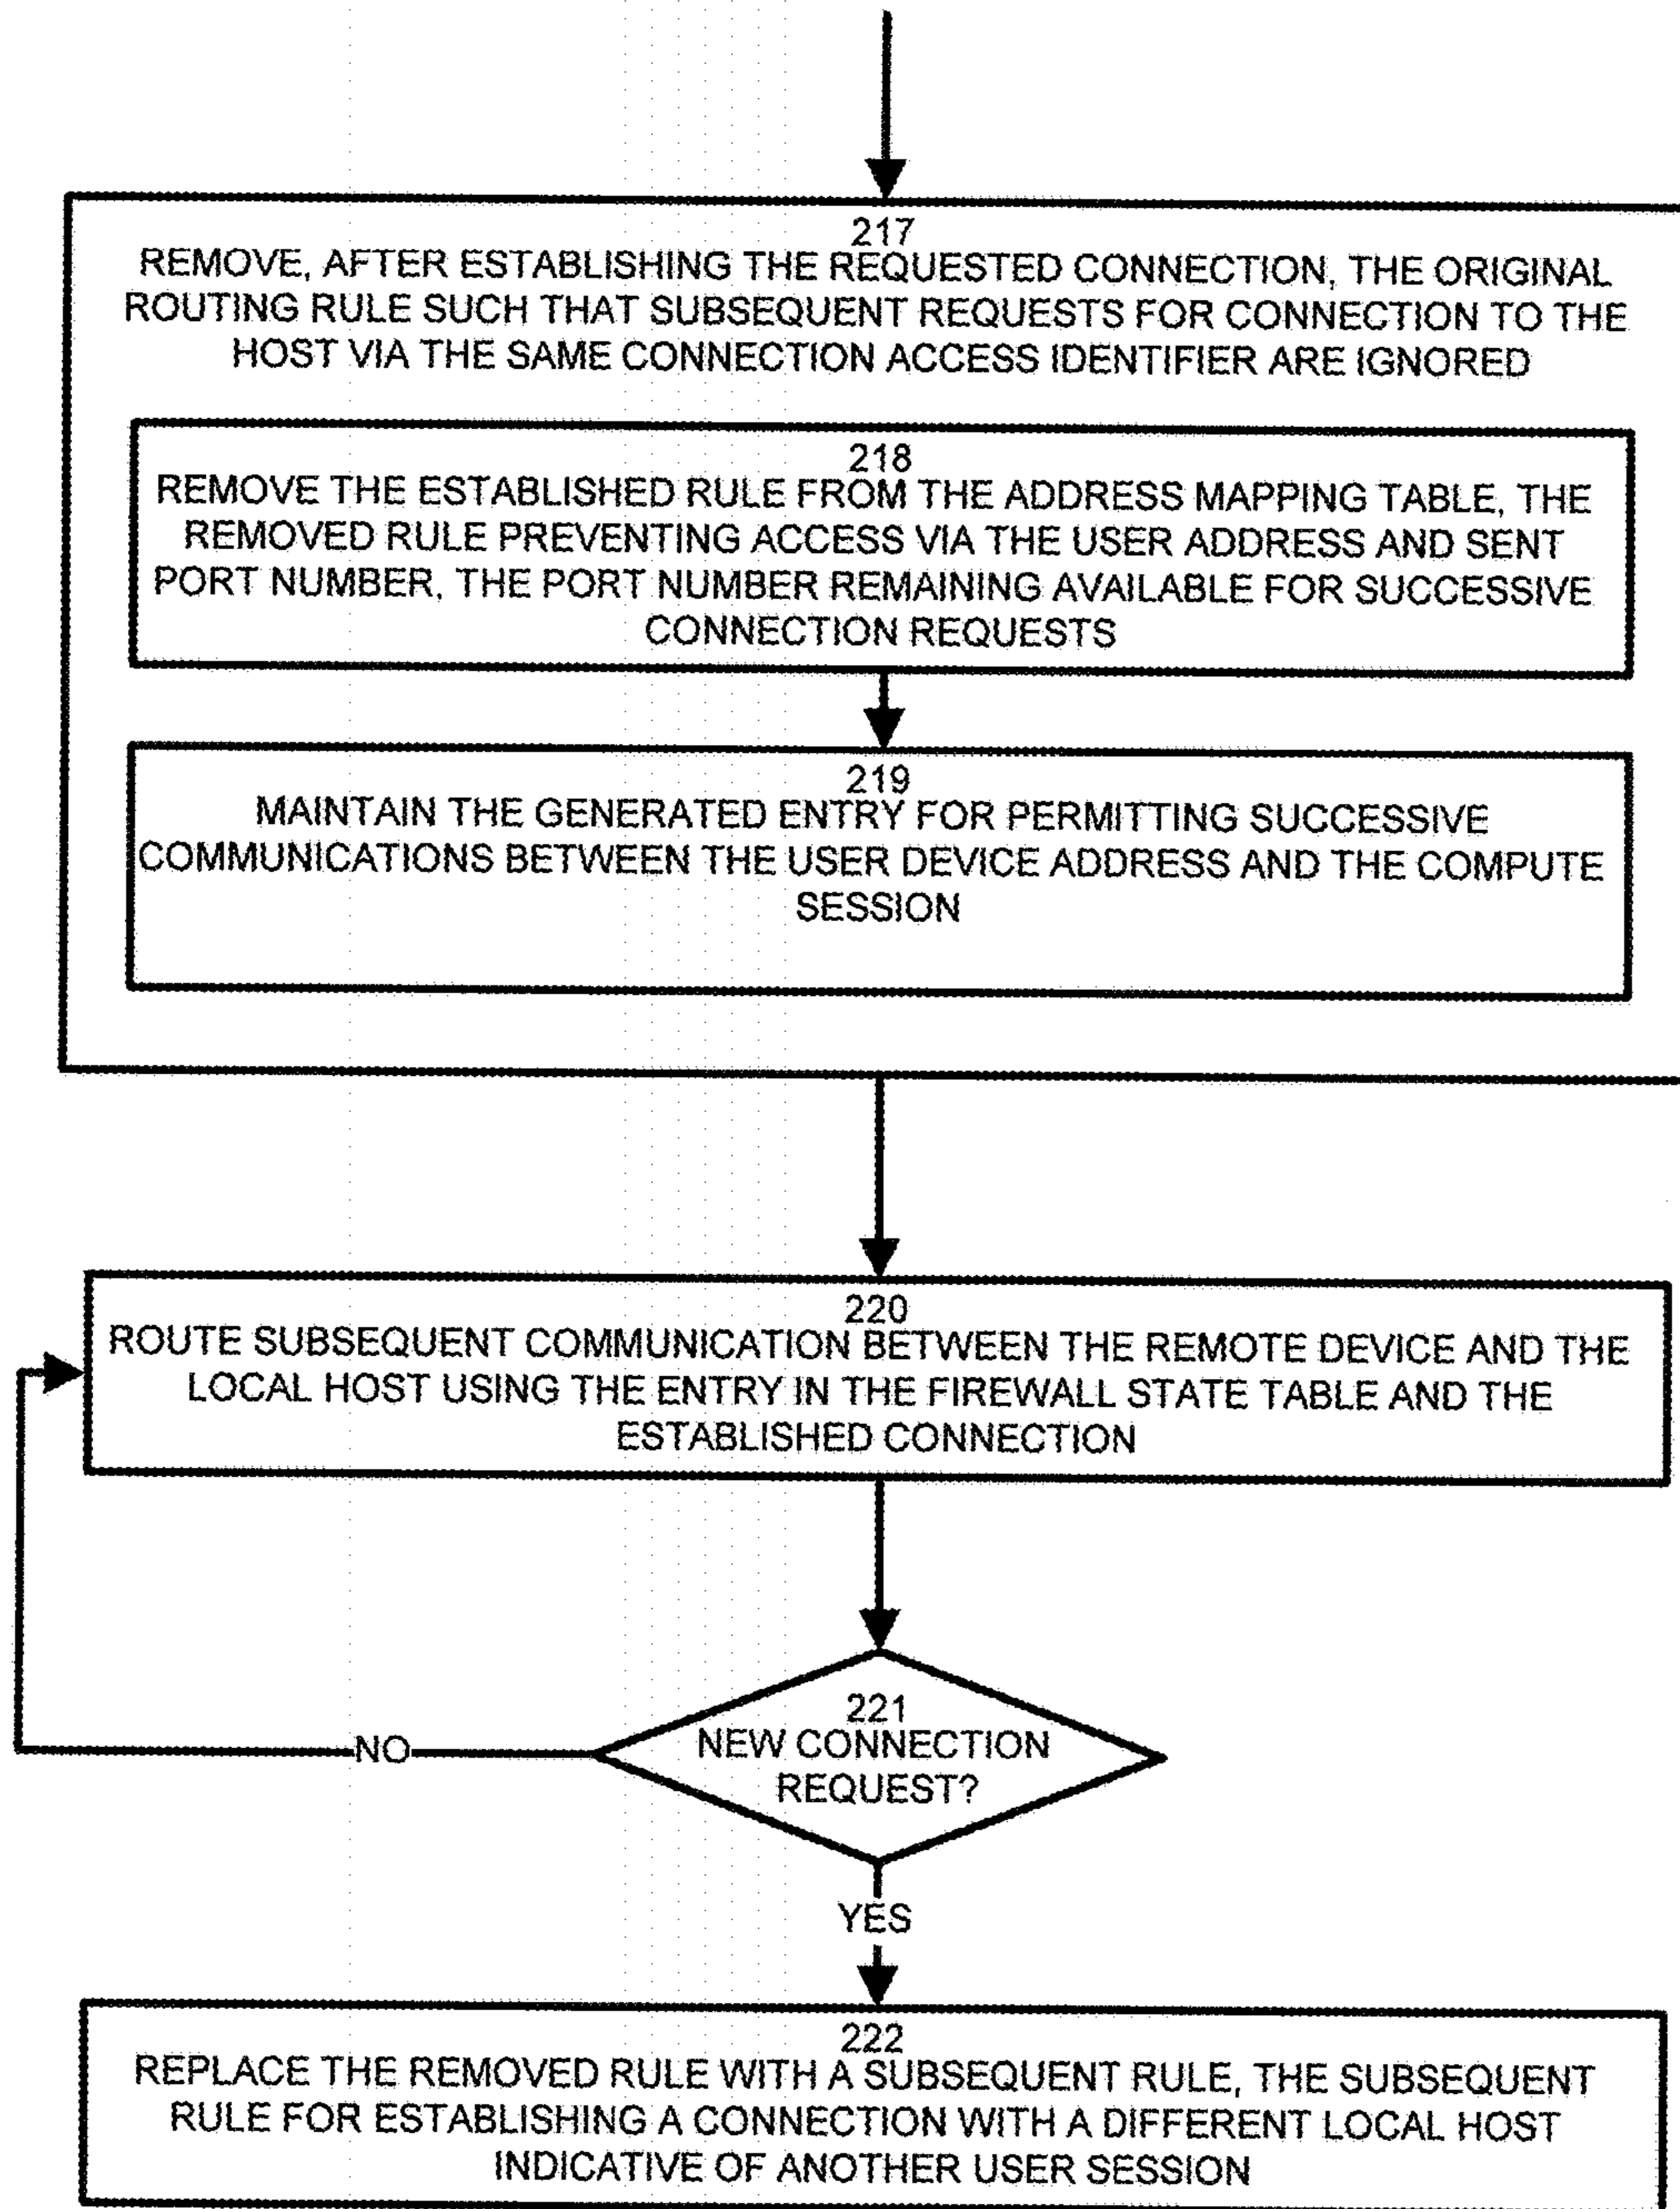 217
REMOVE, AFTER ESTABLISHING THE REQUESTED CONNECTION, THE ORIGINAL
ROUTING RULE SUCH THAT SUBSEQUENT REQUESTS FOR CONNECTION TO THE
HOST VIA THE SAME CONNECTION ACCESS IDENTIFIER ARE IGNORED
218
REMOVE THE ESTABLISHED RULE FROM THE ADDRESS MAPPING TABLE, THE
REMOVED RULE PREVENTING ACCESS VIA THE USER ADDRESS AND SENT
PORT NUMBER, THE PORT NUMBER REMAINING AVAILABLE FOR SUCCESSIVE
CONNECTION REQUESTS
219
MAINTAIN THE GENERATED ENTRY FOR PERMITTING SUCCESSIVE
COMMUNICATIONS BETWEEN THE USER DEVICE ADDRESS AND THE COMPUTE
SESSION
220
ROUTE SUBSEQUENT COMMUNICATION BETWEEN THE REMOTE DEVICE AND THE
LOCAL HOST USING THE ENTRY IN THE FIREWALL STATE TABLE AND THE
ESTABLISHED CONNECTION
221
NEW CONNECTION
REQUEST?
NO
YES
222
REPLACE THE REMOVED RULE WITH A SUBSEQUENT RULE, THE SUBSEQUENT
RULE FOR ESTABLISHING A CONNECTION WITH A DIFFERENT LOCAL HOST
INDICATIVE OF ANOTHER USER SESSION